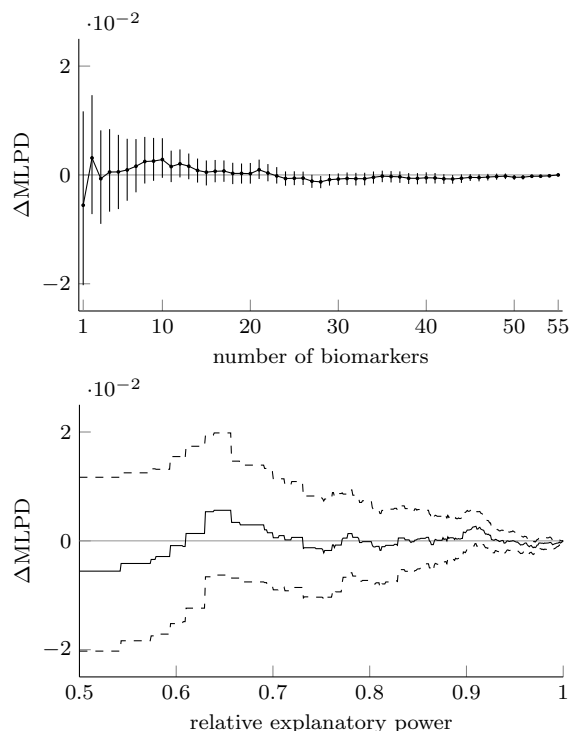 ·10⁻²
2
0
−2
ΔMLPD
1 10 20 30 40 50 55
number of biomarkers
·10⁻²
2
0
−2
ΔMLPD
0.5 0.6 0.7 0.8 0.9 1
relative explanatory power